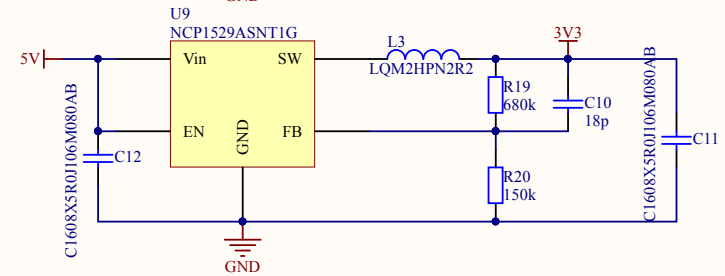 GND
U9
NCP1529ASNT1G
5V
Vin
SW
EN
FB
GND
L3
LQM2HPN2R2
3V3
R19
680k
C10
18p
R20
150k
C12
C1608X5R0J106M080AB
C11
C1608X5R0J106M080AB
GND